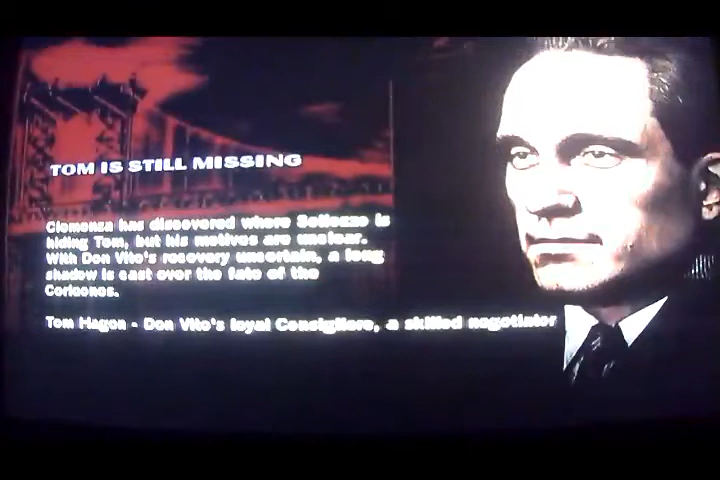 TOM IS STILL MISSING
Clemenza has discovered where Sollozzo is
hiding Tom, but his motives are unclear.
With Don Vito's recovery uncertain, a long
shadow is cast over the fate of the
Corleones.
Tom Hagen - Don Vito's loyal Consigliere, a skilled negotiator